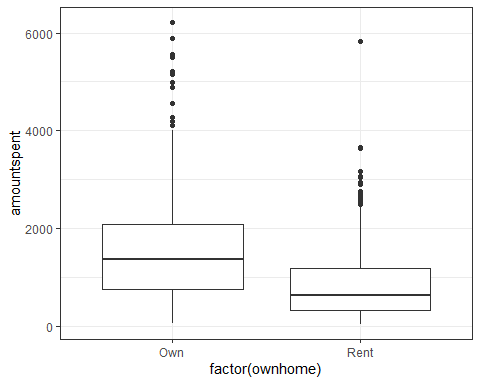 6000
4000
2000
0
amountspent
Own
Rent
factor(ownhome)